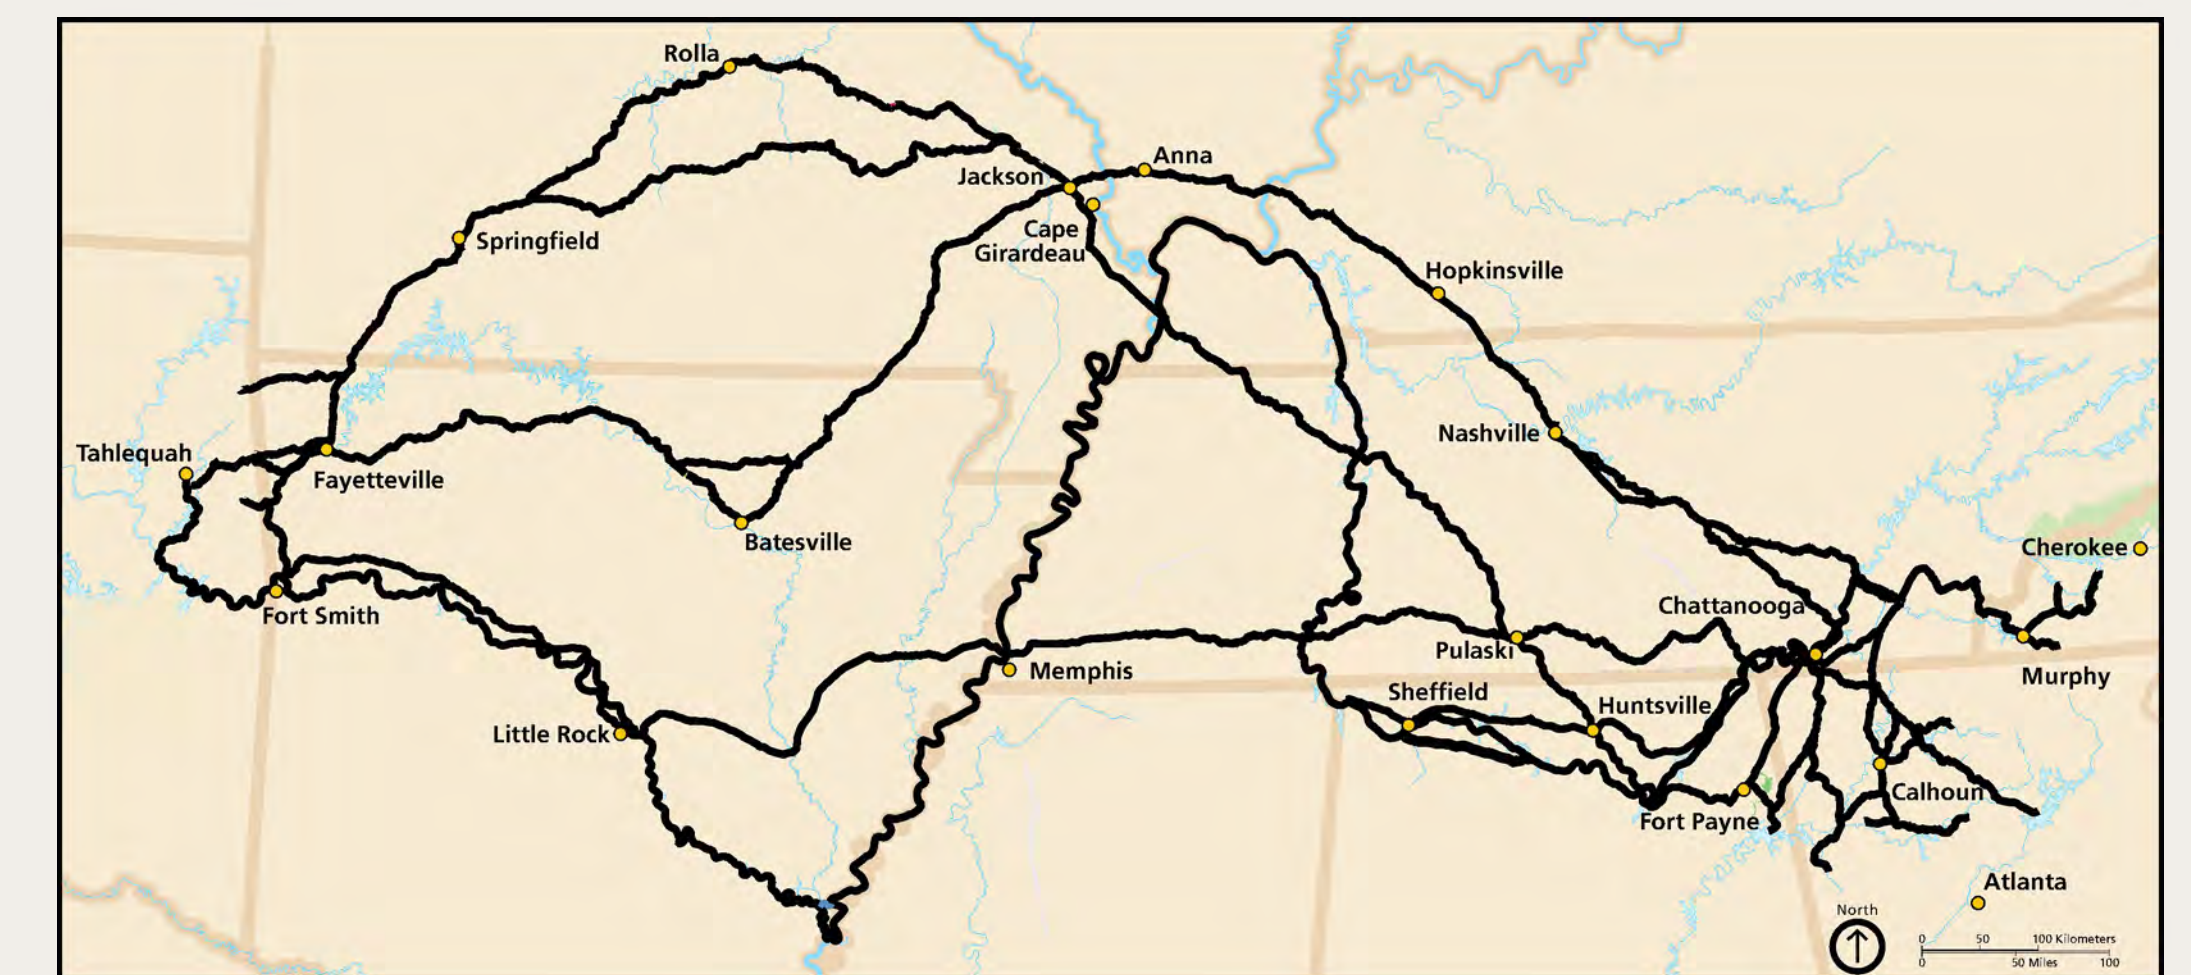 Rolla
Anna
Jackson
Cape
Girardeau
Springfield
Hopkinsville
Nashville
Tahlequah
Fayetteville
Batesville
Cherokee
Fort Smith
Chattanooga
Pulaski
Memphis
Murphy
Sheffield
Huntsville
Little Rock
Calhoun
Fort Payne
Atlanta
North
0 50 100 Kilometers
0 50 Miles 100